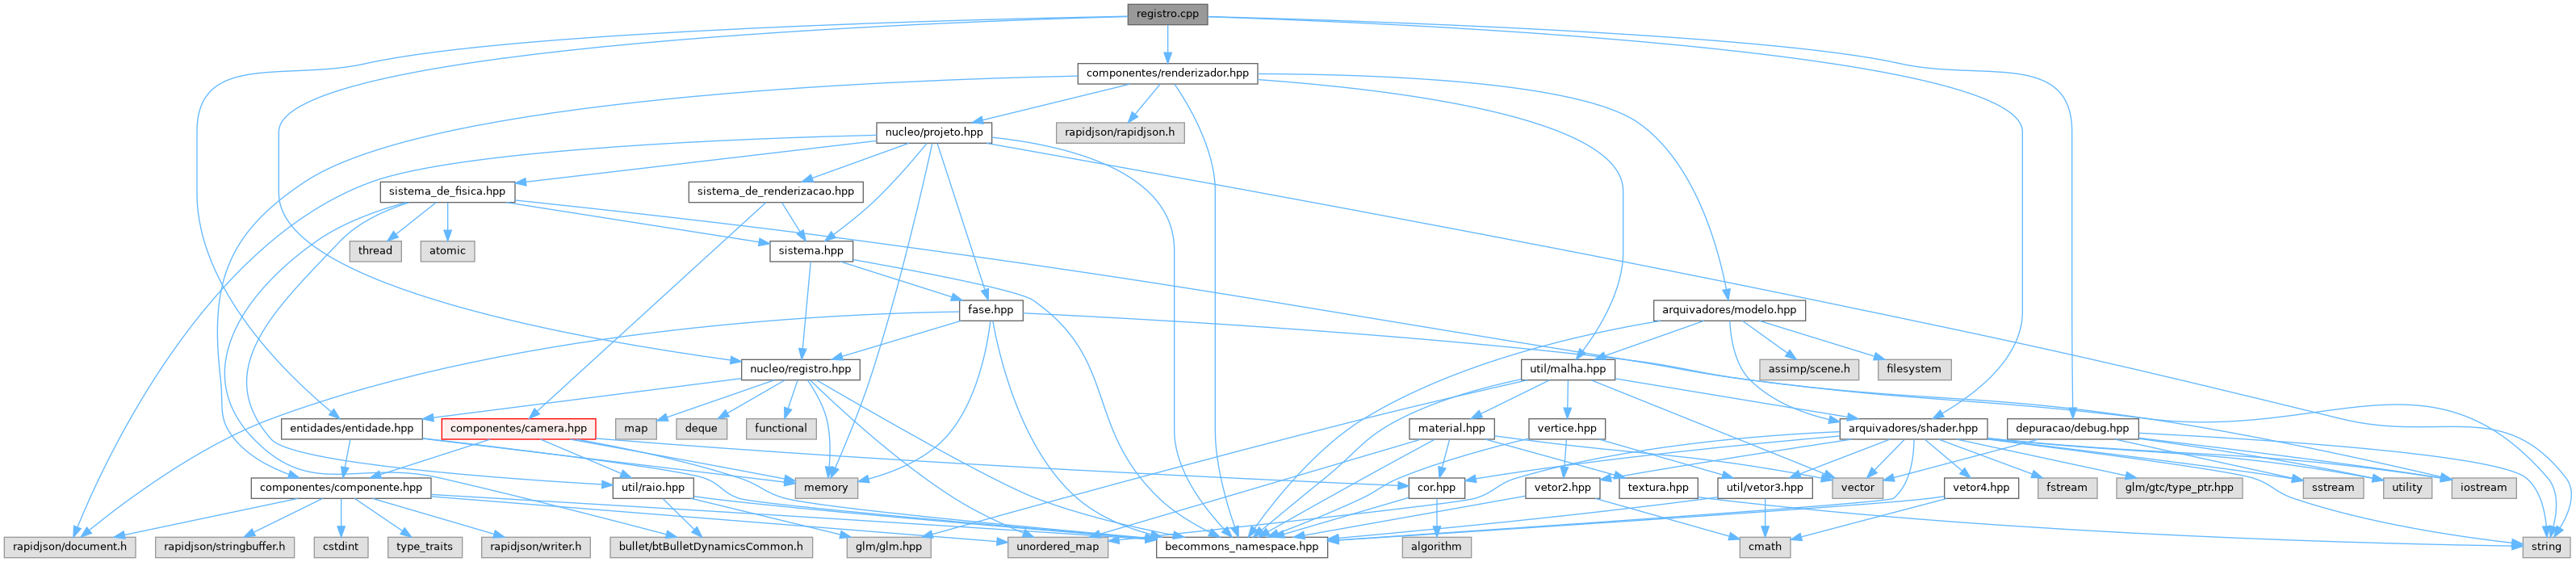 registro.cpp
componentes/renderizador.hpp
nucleo/projeto.hpp
rapidjson/rapidjson.h
sistema_de_fisica.hpp
sistema_de_renderizacao.hpp
thread
atomic
sistema.hpp
fase.hpp
arquivadores/modelo.hpp
nucleo/registro.hpp
util/malha.hpp
assimp/scene.h
filesystem
entidades/entidade.hpp
componentes/camera.hpp
map
deque
functional
material.hpp
vertice.hpp
arquivadores/shader.hpp
depuracao/debug.hpp
componentes/componente.hpp
util/raio.hpp
memory
cor.hpp
vetor2.hpp
textura.hpp
util/vetor3.hpp
vector
vetor4.hpp
fstream
glm/gtc/type_ptr.hpp
sstream
utility
iostream
rapidjson/document.h
rapidjson/stringbuffer.h
cstdint
type_traits
rapidjson/writer.h
bullet/btBulletDynamicsCommon.h
glm/glm.hpp
unordered_map
becommons_namespace.hpp
algorithm
cmath
string